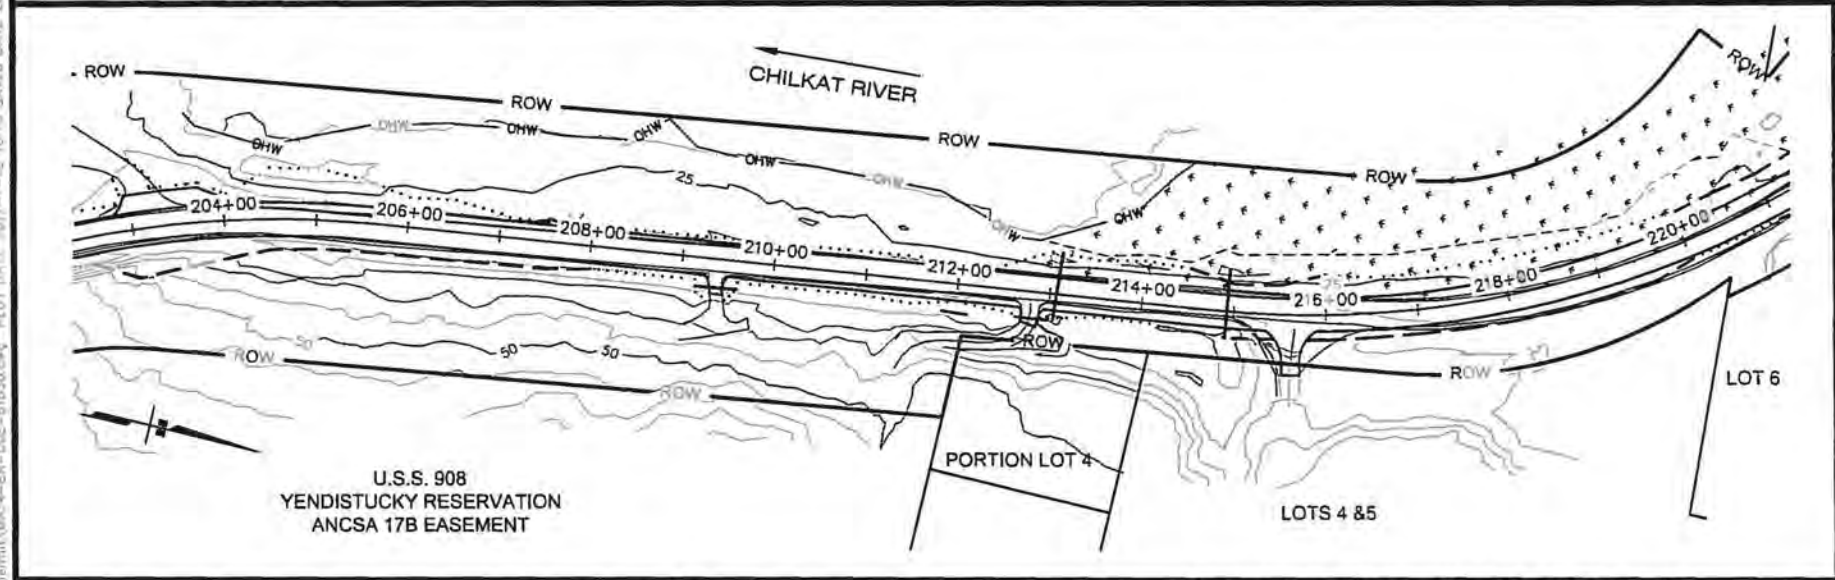 ROW
ROW
CHILKAT RIVER
ROW
ROW
ROW
OHW
OHW
OHW
OHW
OHW
OHW
OHW
OHW
25
204+00
206+00
208+00
210+00
212+00
214+00
216+00
218+00
220+00
25
50
50
50
ROW
ROW
ROW
ROW
LOT 6
PORTION LOT 4
LOTS 4 &5
U.S.S. 908
YENDISTUCKY RESERVATION
ANCSA 17B EASEMENT